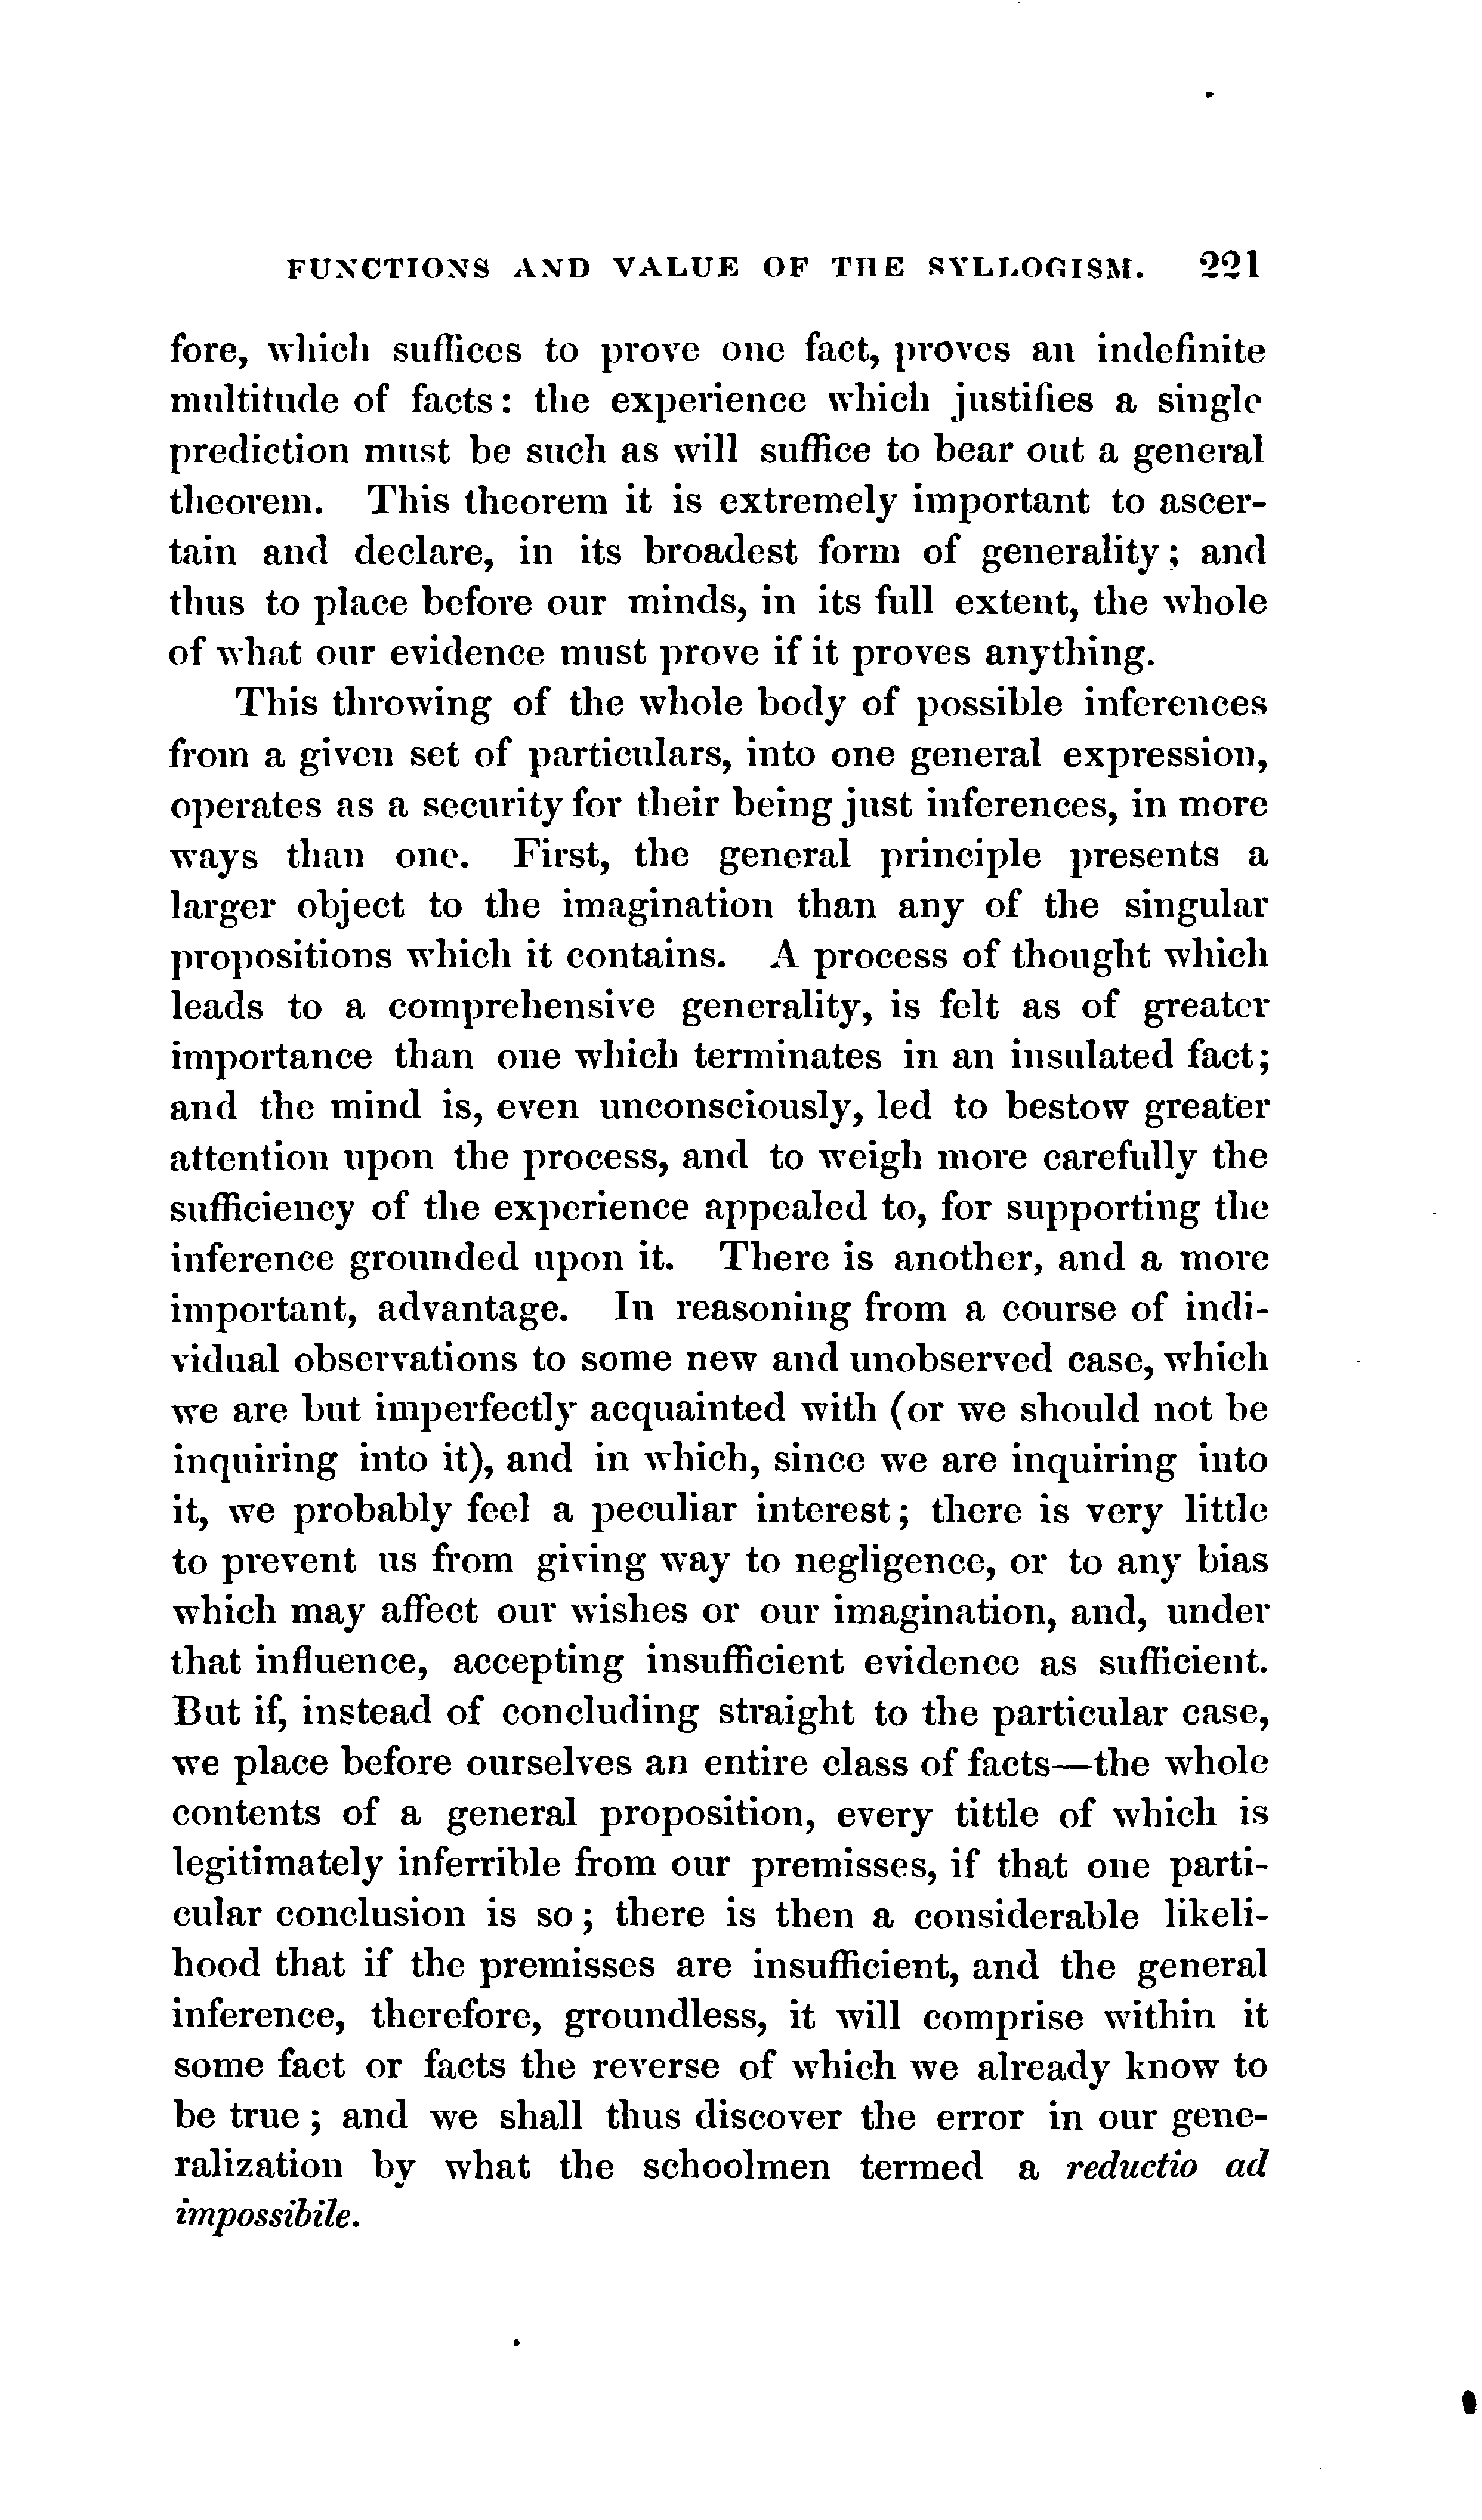 FUNCTIONS AND VALUE OF THE SYLLOGISM. 221
fore, which suffices to prove one fact, proves an indefinite
multitude of facts: the experience which justifies a single
prediction must be such as will suffice to bear out a general
theorem. This theorem it is extremely important to ascer-
tain and declare, in its broadest form of generality; and
thus to place before our minds, in its full extent, the whole
of what our evidence must prove if it proves anything.
This throwing of the whole body of possible inferences
from a given set of particulars, into one general expression,
operates as a security for their being just inferences, in more
ways than one. First, the general principle presents a
larger object to the imagination than any of the singular
propositions which it contains. A process of thought which
leads to a comprehensive generality, is felt as of greater
importance than one which terminates in an insulated fact;
and the mind is, even unconsciously, led to bestow greater
attention upon the process, and to weigh more carefully the
sufficiency of the experience appealed to, for supporting the
inference grounded upon it. There is another, and a more
important, advantage. In reasoning from a course of indi-
vidual observations to some new and unobserved case, which
we are but imperfectly acquainted with (or we should not be
inquiring into it), and in which, since we are inquiring into
it, we probably feel a peculiar interest; there is very little
to prevent us from giving way to negligence, or to any bias
which may affect our wishes or our imagination, and, under
that influence, accepting insufficient evidence as sufficient.
But if, instead of concluding straight to the particular case,
we place before ourselves an entire class of facts—the whole
contents of a general proposition, every tittle of which is
legitimately inferrible from our premisses, if that one parti-
cular conclusion is so; there is then a considerable likeli-
hood that if the premisses are insufficient, and the general
inference, therefore, groundless, it will comprise within it
some fact or facts the reverse of which we already know to
be true; and we shall thus discover the error in our gene-
ralization by what the schoolmen termed a reductio ad
impossibile.